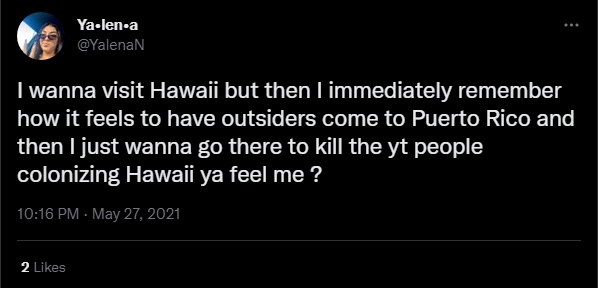 Ya•len•a
@YalenaN
I wanna visit Hawaii but then I immediately remember
how it feels to have outsiders come to Puerto Rico and
then I just wanna go there to kill the yt people
colonizing Hawaii ya feel me ?
10:16 PM · May 27, 2021
2 Likes